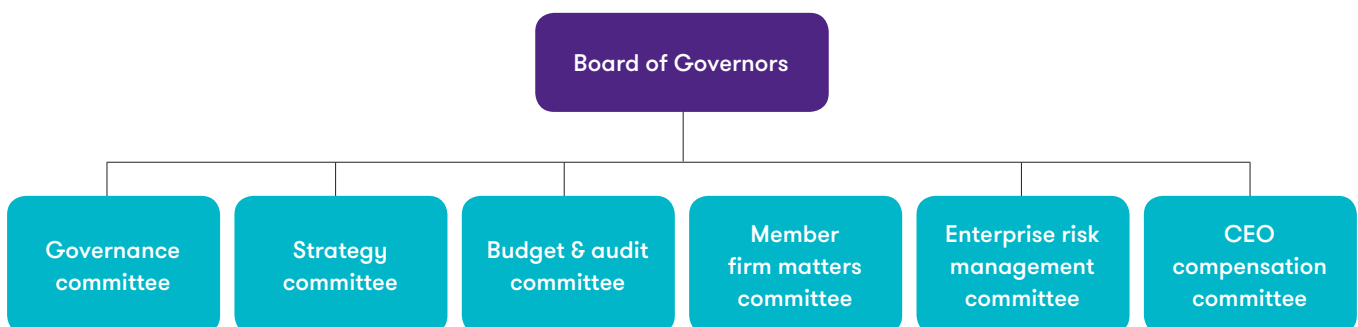 Board of Governors
Governance
committee
Strategy
committee
Budget & audit
committee
Member
firm matters
committee
Enterprise risk
management
committee
CEO
compensation
committee